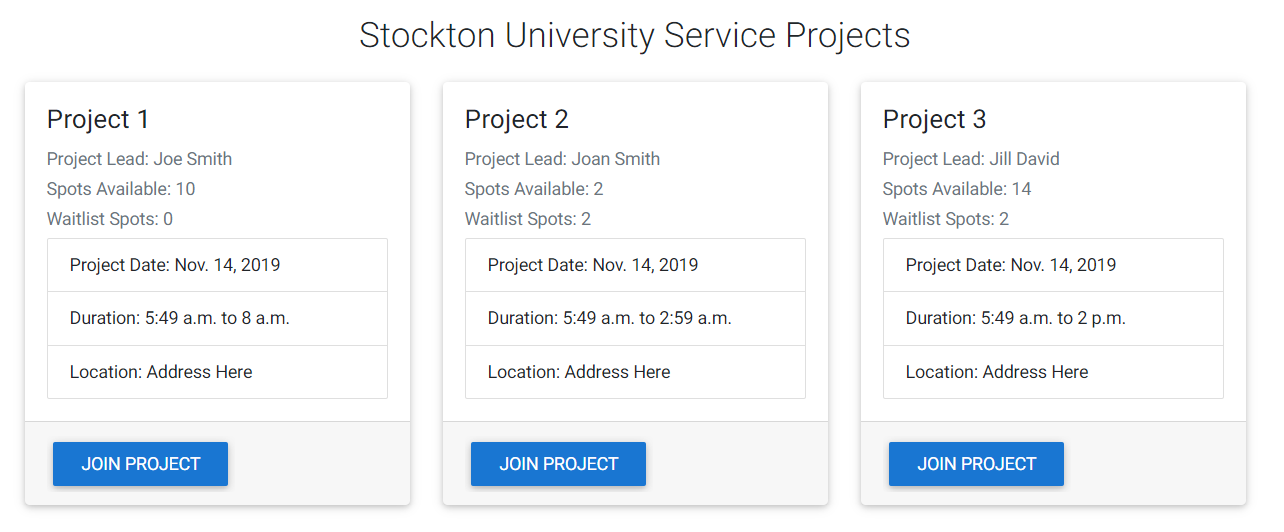 Stockton University Service Projects
Project 1
Project Lead: Joe Smith
Spots Available: 10
Waitlist Spots: 0
Project Date: Nov. 14, 2019
Duration: 5:49 a.m. to 8 a.m.
Location: Address Here
JOIN PROJECT
Project 2
Project Lead: Joan Smith
Spots Available: 2
Waitlist Spots: 2
Project Date: Nov. 14, 2019
Duration: 5:49 a.m. to 2:59 a.m.
Location: Address Here
JOIN PROJECT
Project 3
Project Lead: Jill David
Spots Available: 14
Waitlist Spots: 2
Project Date: Nov. 14, 2019
Duration: 5:49 a.m. to 2 p.m.
Location: Address Here
JOIN PROJECT